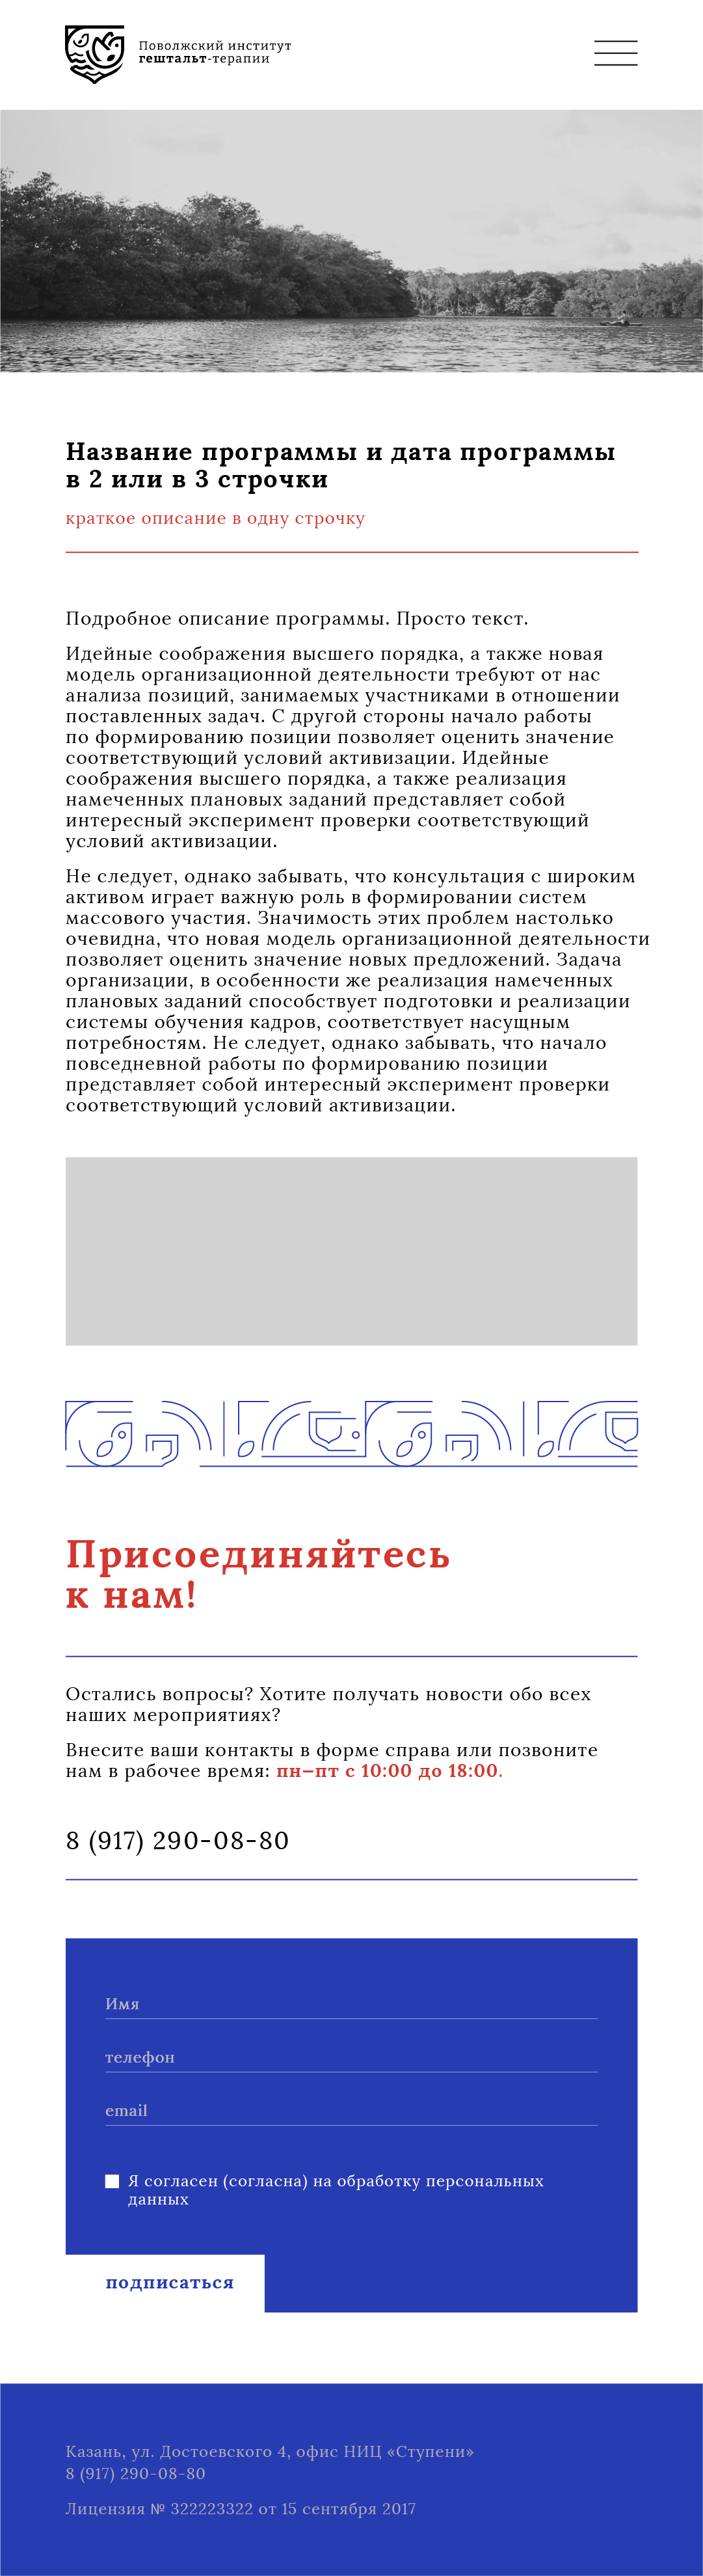 Поволжский институт
гештальт-терапии
Название программы и дата программы
в 2 или в 3 строчки
краткое описание в одну строчку
Подробное описание программы. Просто текст.
Идейные соображения высшего порядка, а также новая
модель организационной деятельности требуют от нас
анализа позиций, занимаемых участниками в отношении
поставленных задач. С другой стороны начало работы
по формированию позиции позволяет оценить значение
соответствующий условий активизации. Идейные
соображения высшего порядка, а также реализация
намеченных плановых заданий представляет собой
интересный эксперимент проверки соответствующий
условий активизации.
Не следует, однако забывать, что консультация с широким
активом играет важную роль в формировании систем
массового участия. Значимость этих проблем настолько
очевидна, что новая модель организационной деятельности
позволяет оценить значение новых предложений. Задача
организации, в особенности же реализация намеченных
плановых заданий способствует подготовки и реализации
системы обучения кадров, соответствует насущным
потребностям. Не следует, однако забывать, что начало
повседневной работы по формированию позиции
представляет собой интересный эксперимент проверки
соответствующий условий активизации.
Присоединяйтесь
к нам!
Остались вопросы? Хотите получать новости обо всех
наших мероприятиях?
Внесите ваши контакты в форме справа или позвоните
нам в рабочее время: пн—пт с 10:00 до 18:00.
8 (917) 290-08-80
Имя
телефон
email
Я согласен (согласна) на обработку персональных
данных
подписаться
Казань, ул. Достоевского 4, офис НИЦ «Ступени»
8 (917) 290-08-80
Лицензия № 322223322 от 15 сентября 2017